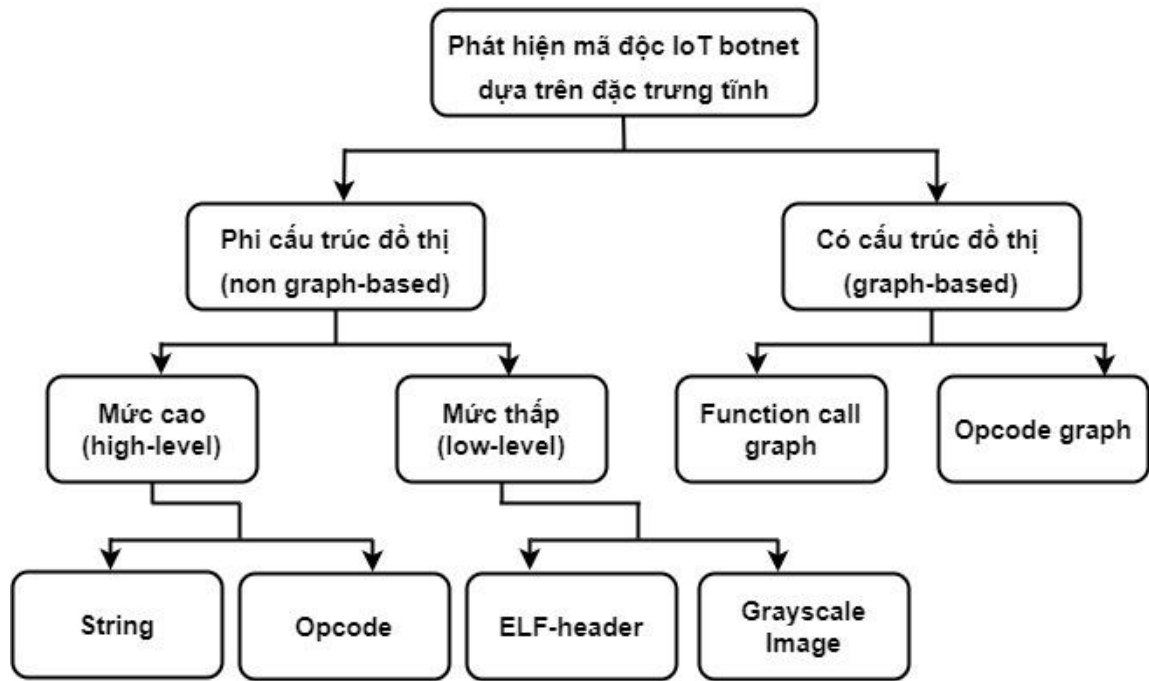 Phát hiện mã độc IoT botnet
dựa trên đặc trưng tĩnh
Phi cấu trúc đồ thị
(non graph-based)
Có cấu trúc đồ thị
(graph-based)
Mức cao
(high-level)
Mức thấp
(low-level)
Function call
graph
Opcode graph
String
Opcode
ELF-header
Grayscale
Image